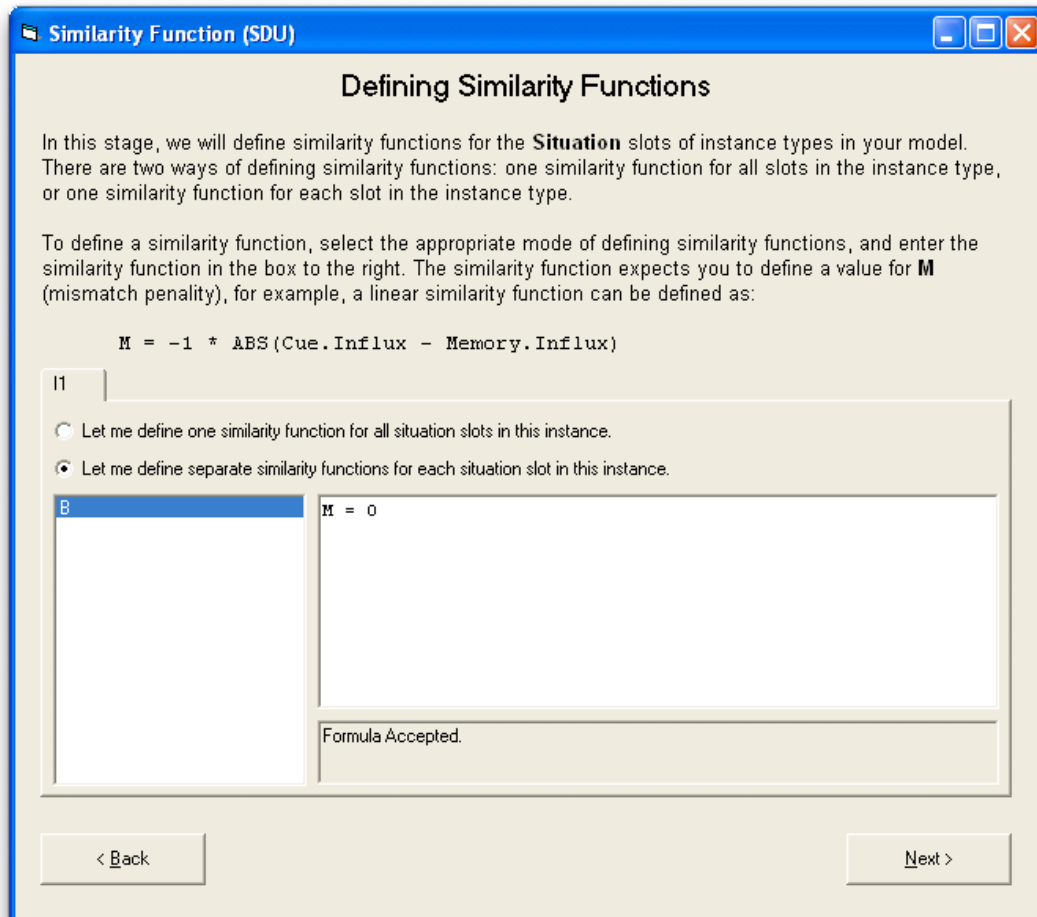 Similarity Function (SDU)
Defining Similarity Functions
In this stage, we will define similarity functions for the Situation slots of instance types in your model.
There are two ways of defining similarity functions: one similarity function for all slots in the instance type,
or one similarity function for each slot in the instance type.
To define a similarity function, select the appropriate mode of defining similarity functions, and enter the
similarity function in the box to the right. The similarity function expects you to define a value for M
(mismatch penality), for example, a linear similarity function can be defined as:
M = -1 * ABS(Cue.Influx - Memory.Influx)
I1
Let me define one similarity function for all situation slots in this instance.
Let me define separate similarity functions for each situation slot in this instance.
B
M = 0
Formula Accepted.
< Back
Next >